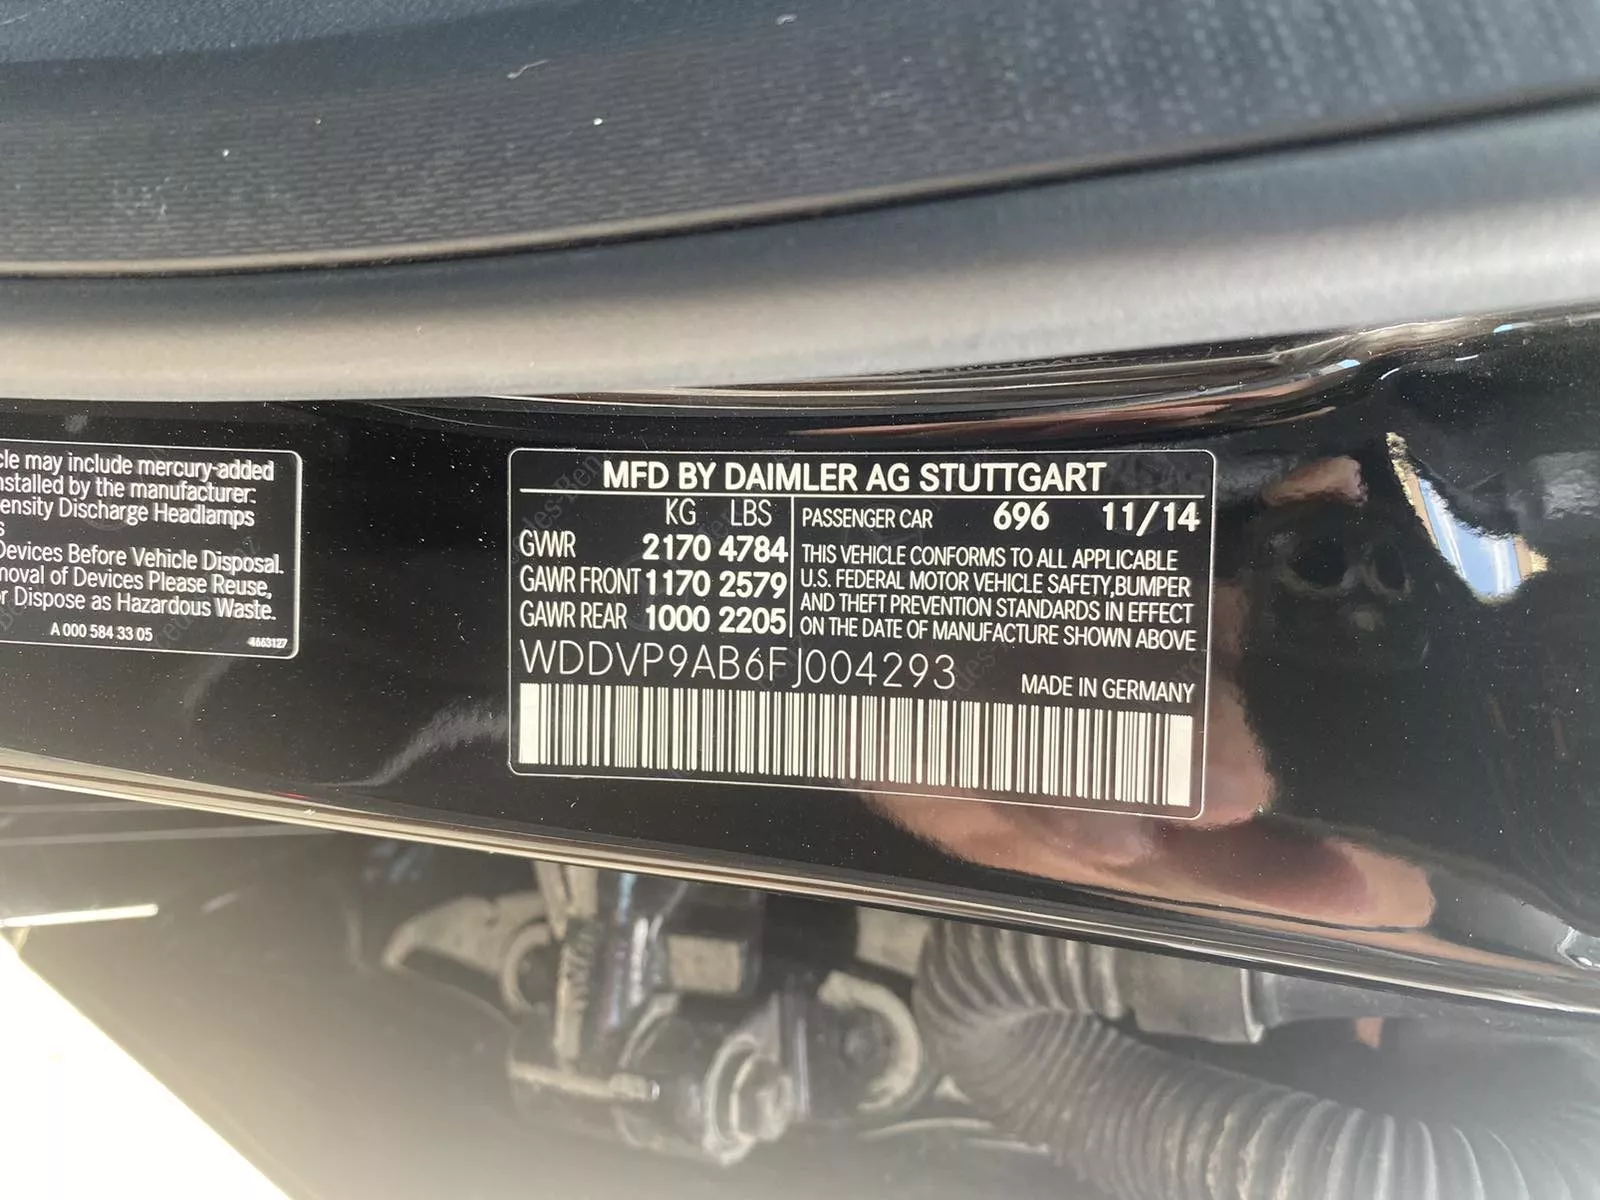 cle may include mercury-added
nstalled by the manufacturer:
ensity Discharge Headlamps
s
Devices Before Vehicle Disposal.
moval of Devices Please Reuse,
or Dispose as Hazardous Waste.
A 000 584 33 05 4663127
MFD BY DAIMLER AG STUTTGART
KG LBS
GVWR 2170 4784
GAWR FRONT 1170 2579
GAWR REAR 1000 2205
PASSENGER CAR 696 11/14
THIS VEHICLE CONFORMS TO ALL APPLICABLE
U.S. FEDERAL MOTOR VEHICLE SAFETY,BUMPER
AND THEFT PREVENTION STANDARDS IN EFFECT
ON THE DATE OF MANUFACTURE SHOWN ABOVE
WDDVP9AB6FJ004293
MADE IN GERMANY